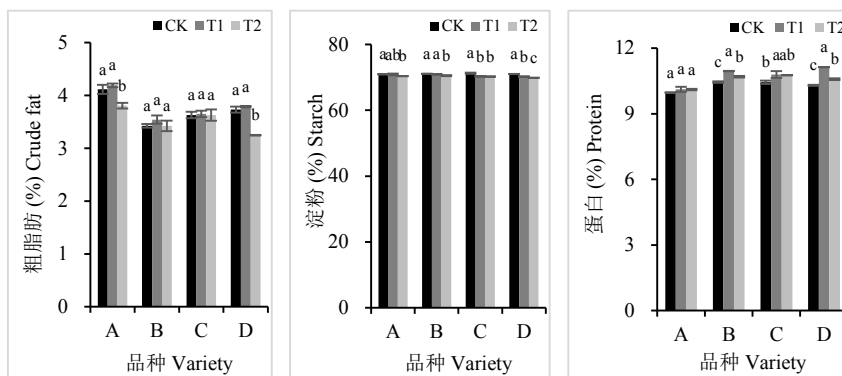 CK T1 T2
5
4
3
2
1
0
粗脂肪 (%) Crude fat
a a b
a a a
a a a
a a b
A B C D
品种 Variety
CK T1 T2
80
60
40
20
0
淀粉 (%) Starch
a ab b
a a b
a b b
a b c
A B C D
品种 Variety
CK T1 T2
12
9
6
3
0
蛋白 (%) Protein
a a a
c a b
b a ab
c a b
A B C D
品种 Variety